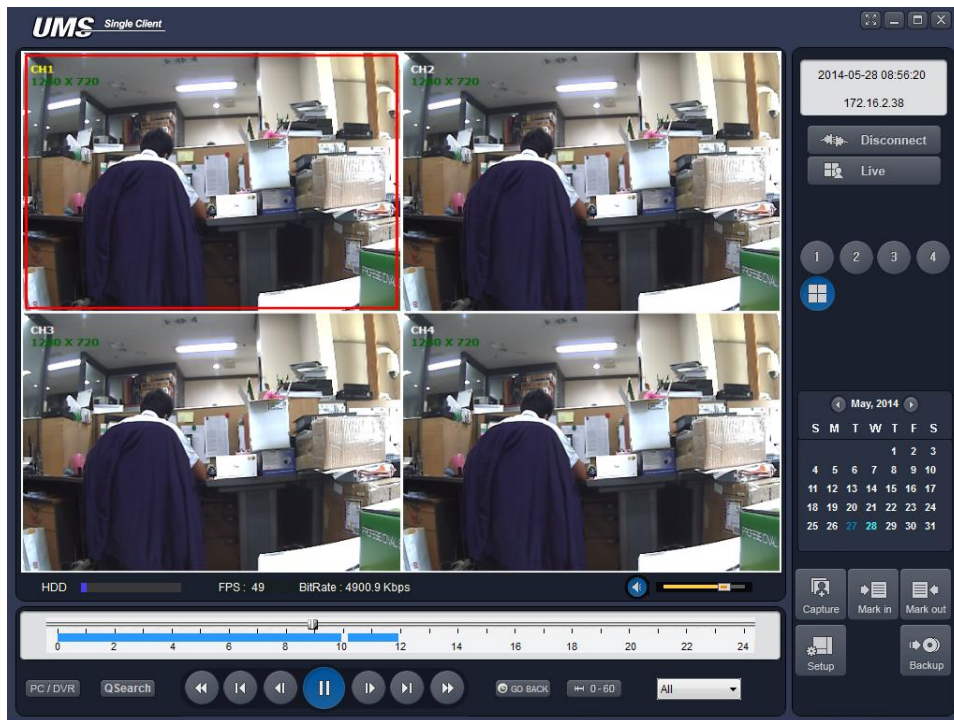 UMS Single Client
CH1
1280 X 720
CH2
1280 X 720
CH3
1280 X 720
CH4
1280 X 720
PROFESSIONAL
HDD
FPS : 49
BitRate : 4900.9 Kbps
0 2 4 6 8 10 12 14 16 18 20 22 24
PC / DVR
QSearch
GO BACK
0 - 60
All
2014-05-28 08:56:20
172.16.2.38
Disconnect
Live
1 2 3 4
May, 2014
S M T W T F S
1 2 3
4 5 6 7 8 9 10
11 12 13 14 15 16 17
18 19 20 21 22 23 24
25 26 27 28 29 30 31
Capture
Mark in
Mark out
Setup
Backup